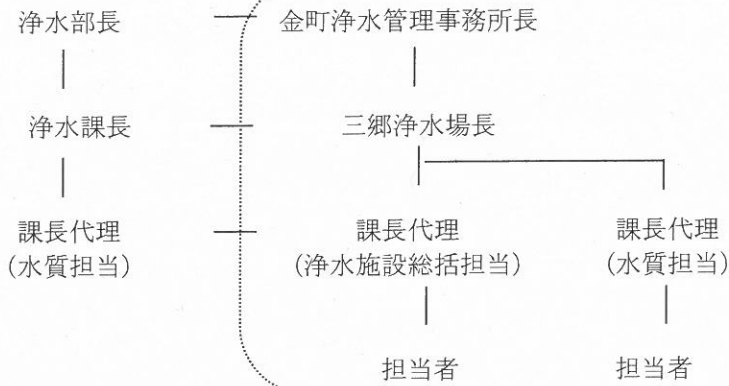 浄水部長
金町浄水管理事務所長
浄水課長
三郷浄水場長
課長代理
(水質担当)
課長代理
(浄水施設総括担当)
課長代理
(水質担当)
担当者
担当者